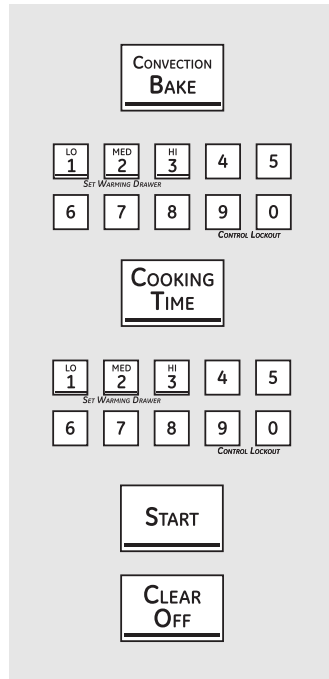 CONVECTION
BAKE
LO MED HI
1 2 3 4 5
SET WARMING DRAWER
6 7 8 9 0
CONTROL LOCKOUT
COOKING
TIME
LO MED HI
1 2 3 4 5
SET WARMING DRAWER
6 7 8 9 0
CONTROL LOCKOUT
START
CLEAR
OFF